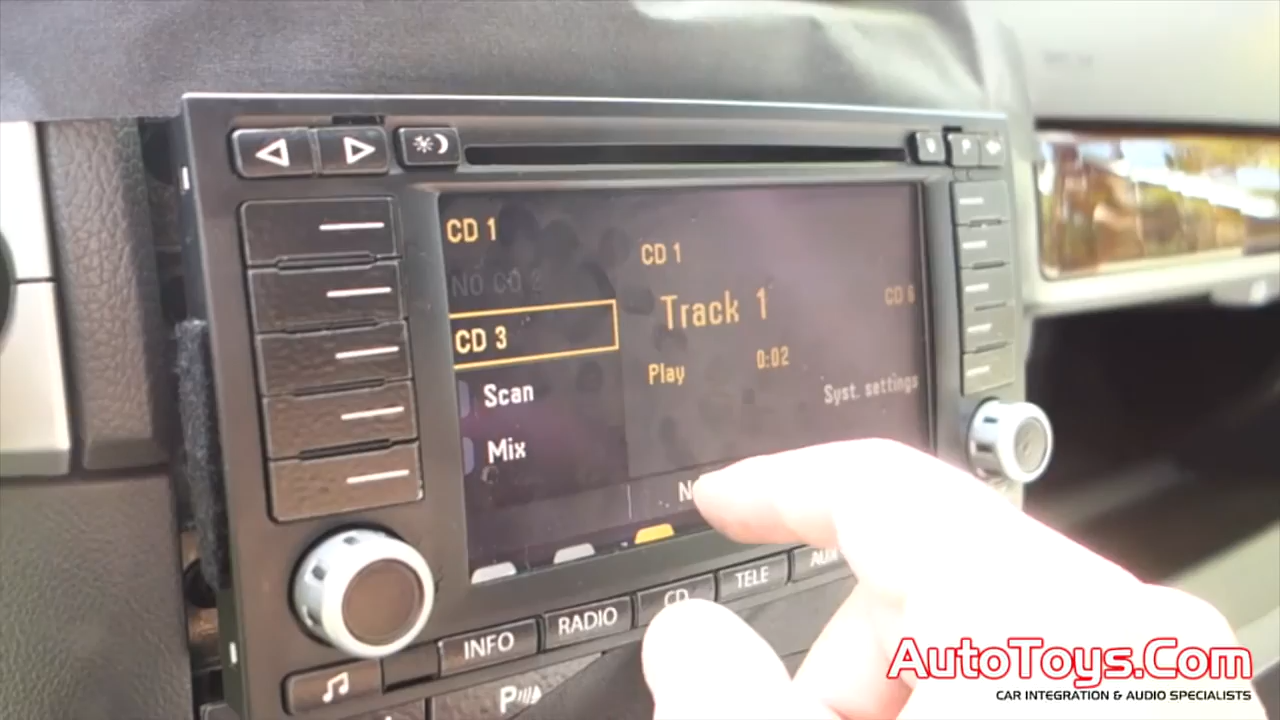 CD 1
NO CD 2
CD 3
Scan
Mix
CD 1
Track 1
Play 0:02
CD 6
Syst. settings
INFO
RADIO
CD
TELE
P
P
AutoToys.Com
CAR INTEGRATION & AUDIO SPECIALISTS